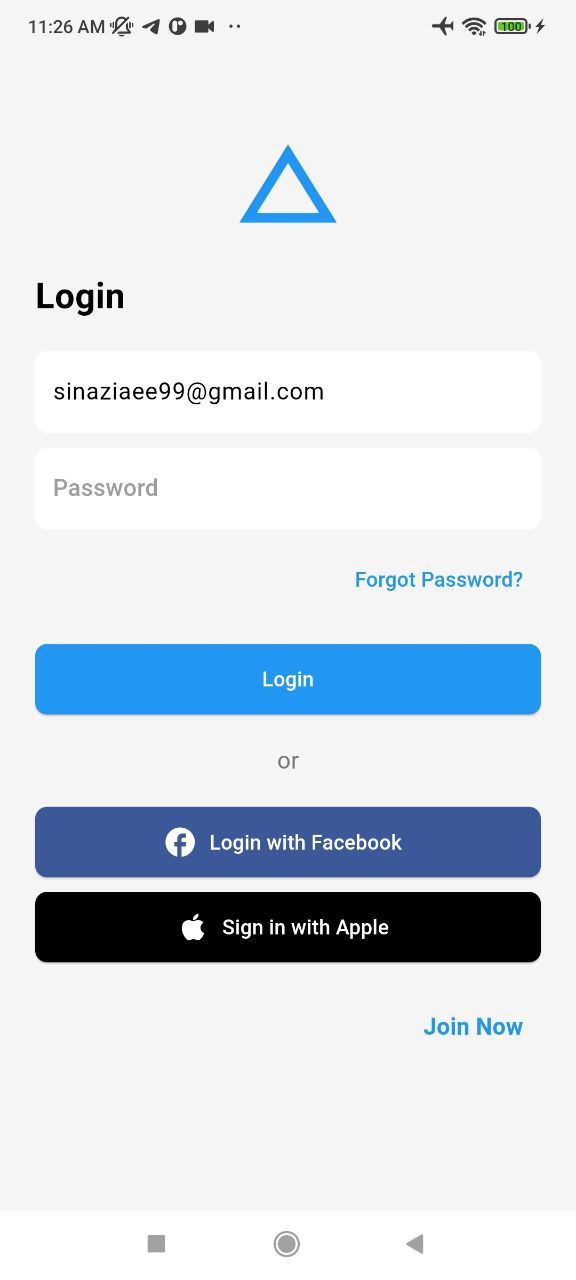 11:26 AM
100
Login
sinaziaee99@gmail.com
Password
Forgot Password?
Login
or
Login with Facebook
Sign in with Apple
Join Now